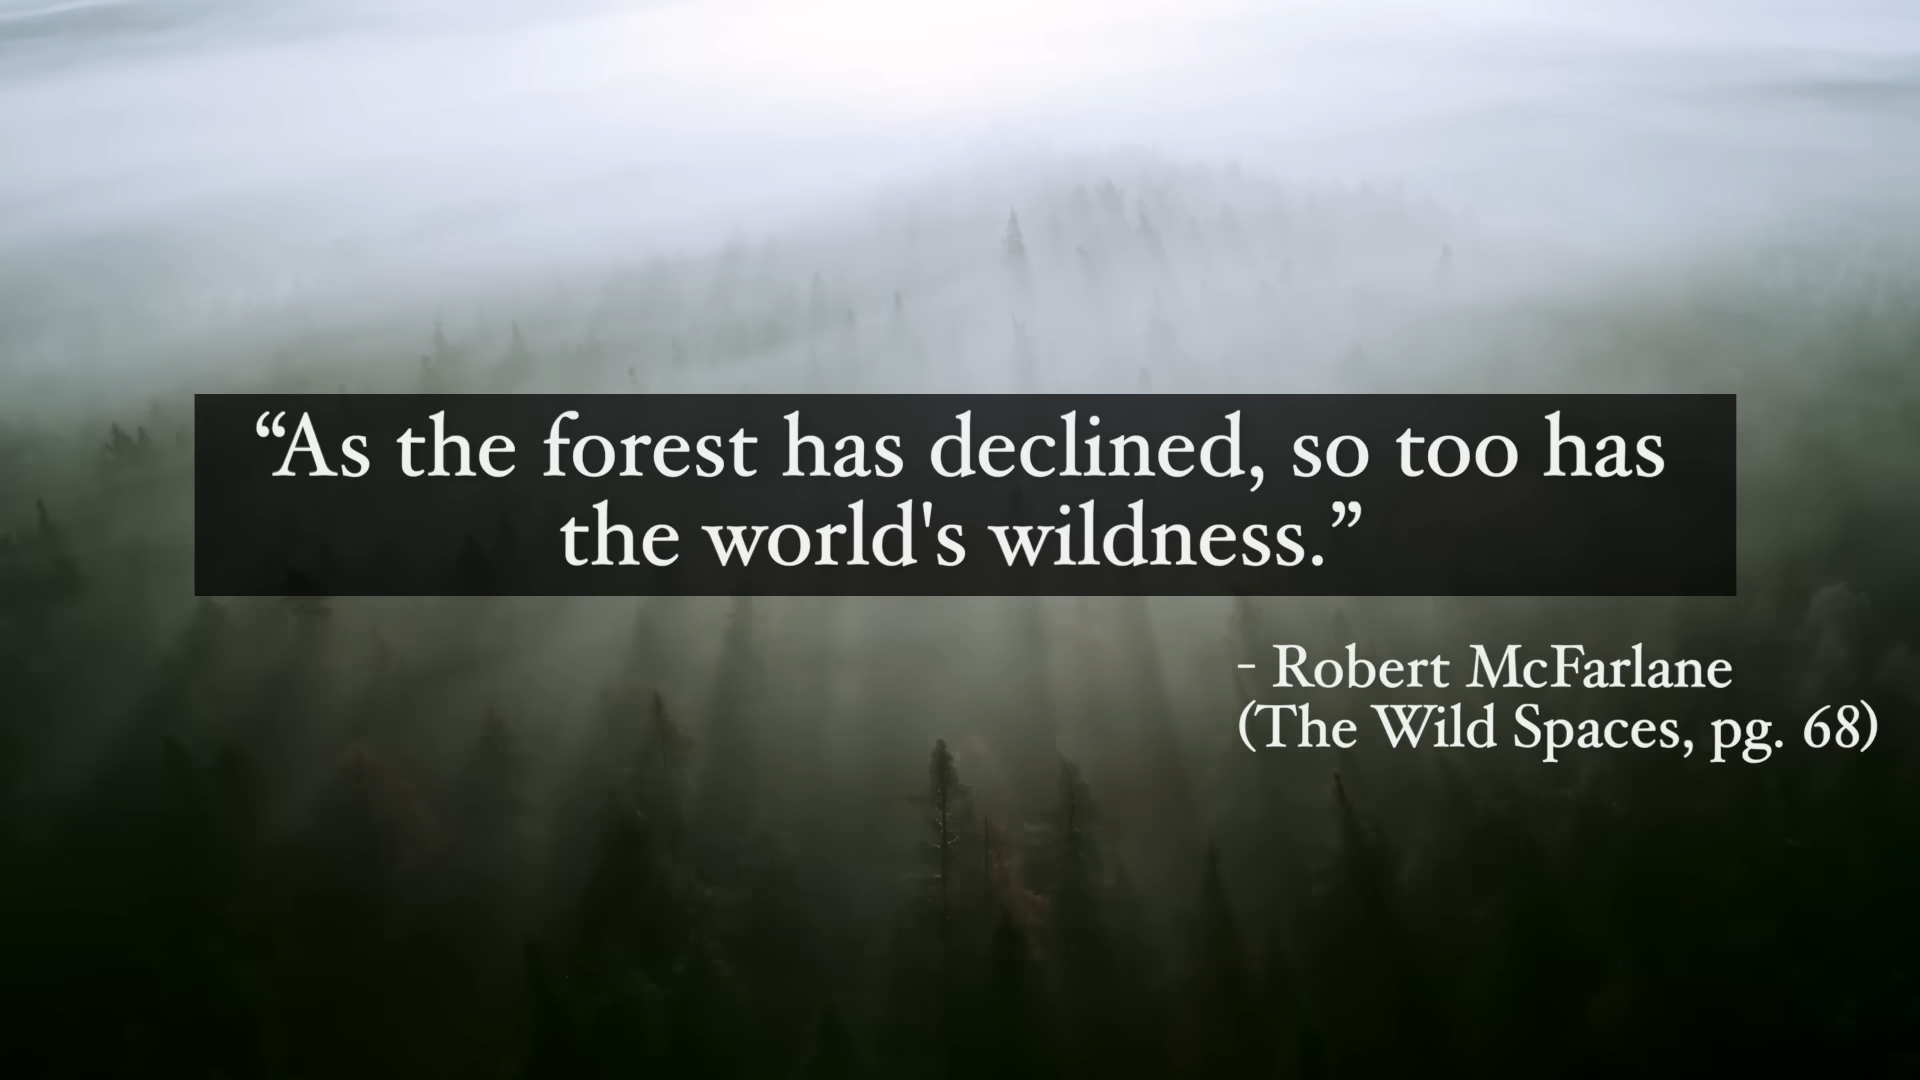 “As the forest has declined, so too has
the world's wildness.”
- Robert McFarlane
(The Wild Spaces, pg. 68)